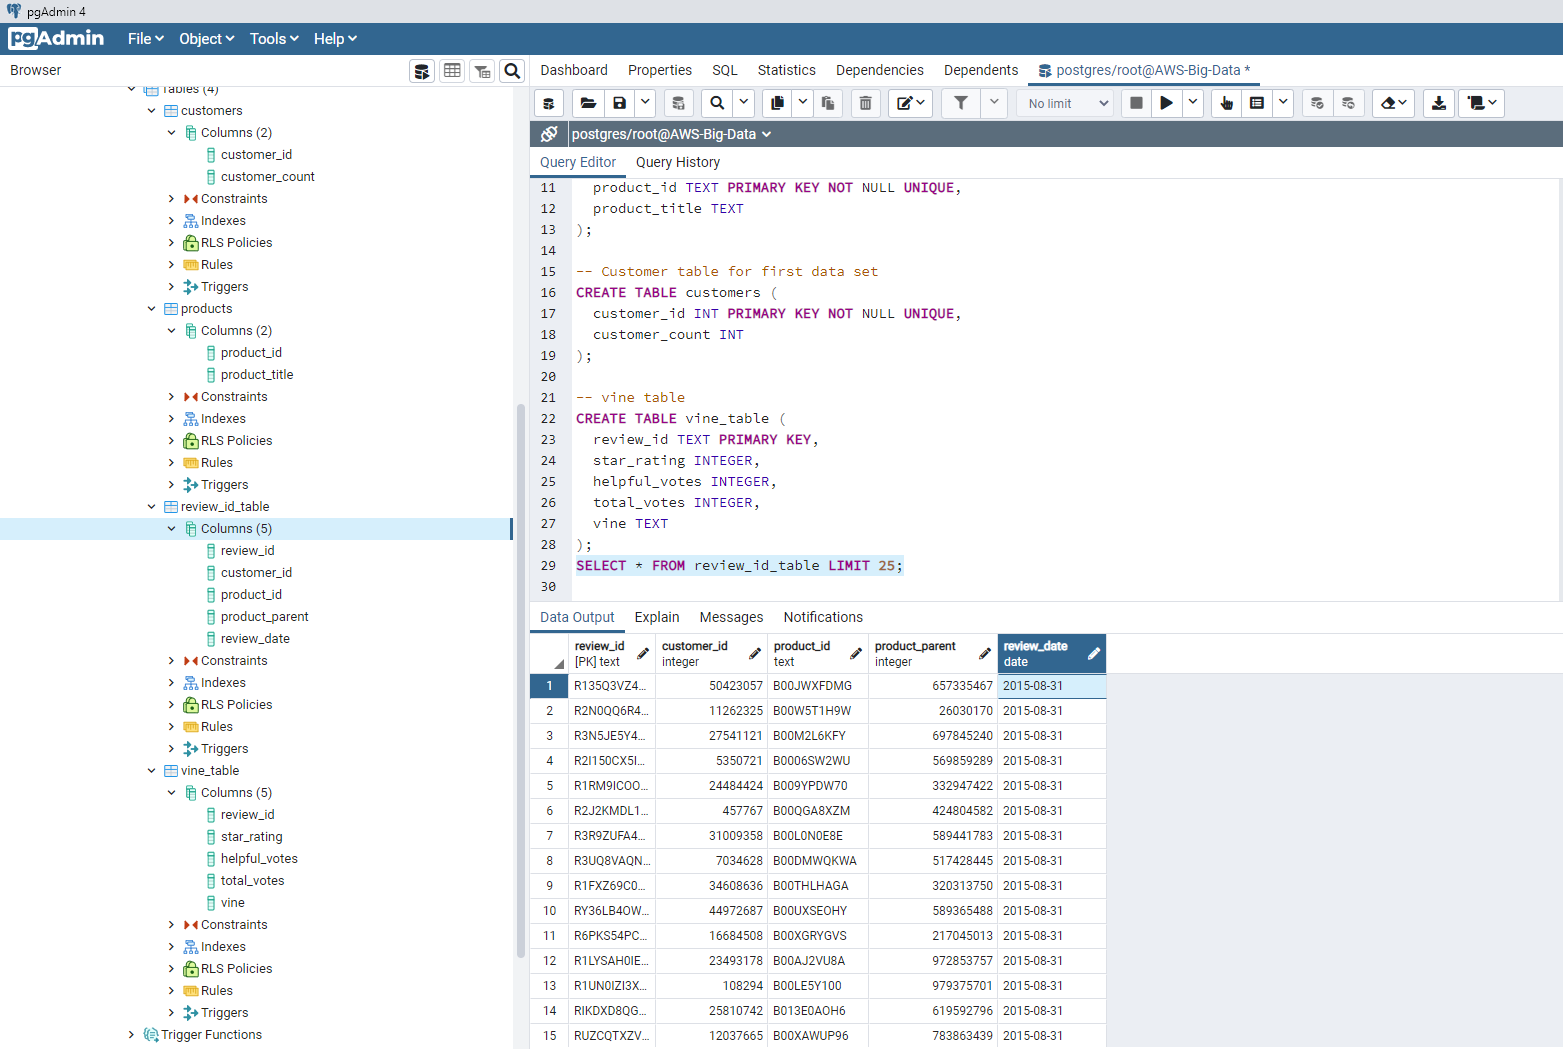 pgAdmin 4
pgAdmin File Object Tools Help
Browser
Tables (4)
customers
Columns (2)
customer_id
customer_count
Constraints
Indexes
RLS Policies
Rules
Triggers
products
Columns (2)
product_id
product_title
Constraints
Indexes
RLS Policies
Rules
Triggers
review_id_table
Columns (5)
review_id
customer_id
product_id
product_parent
review_date
Constraints
Indexes
RLS Policies
Rules
Triggers
vine_table
Columns (5)
review_id
star_rating
helpful_votes
total_votes
vine
Constraints
Indexes
RLS Policies
Rules
Triggers
Trigger Functions
Dashboard Properties SQL Statistics Dependencies Dependents postgres/root@AWS-Big-Data *
No limit
postgres/root@AWS-Big-Data
Query Editor Query History
11 product_id TEXT PRIMARY KEY NOT NULL UNIQUE,
12 product_title TEXT
13 );
14
15 -- Customer table for first data set
16 CREATE TABLE customers (
17 customer_id INT PRIMARY KEY NOT NULL UNIQUE,
18 customer_count INT
19 );
20
21 -- vine table
22 CREATE TABLE vine_table (
23 review_id TEXT PRIMARY KEY,
24 star_rating INTEGER,
25 helpful_votes INTEGER,
26 total_votes INTEGER,
27 vine TEXT
28 );
29 SELECT * FROM review_id_table LIMIT 25;
30
Data Output Explain Messages Notifications
review_id customer_id product_id product_parent review_date
[PK] text integer text integer date
1 R135Q3VZ4... 50423057 B00JWXFDMG 657335467 2015-08-31
2 R2N0QQ6R4... 11262325 B00W5T1H9W 26030170 2015-08-31
3 R3N5JE5Y4... 27541121 B00M2L6KFY 697845240 2015-08-31
4 R2I150CX5I... 5350721 B0006SW2WU 569859289 2015-08-31
5 R1RM9ICOO... 24484424 B009YPDW70 332947422 2015-08-31
6 R2J2KMDL1... 457767 B00QGA8XZM 424804582 2015-08-31
7 R3R9ZUFA4... 31009358 B00L0N0E8E 589441783 2015-08-31
8 R3UQ8VAQN... 7034628 B00DMWQKWA 517428445 2015-08-31
9 R1FXZ69C0... 34608636 B00THLHAGA 320313750 2015-08-31
10 RY36LB4OW... 44972687 B00UXSEOHY 589365488 2015-08-31
11 R6PKS54PC... 16684508 B00XGRYGVS 217045013 2015-08-31
12 R1LYSAH0IE... 23493178 B00AJ2VU8A 972853757 2015-08-31
13 R1UN0IZI3X... 108294 B00LE5Y100 979375701 2015-08-31
14 RIKDXD8QG... 25810742 B013E0AOH6 619592796 2015-08-31
15 RUZCQTXZV... 12037665 B00XAWUP96 783863439 2015-08-31